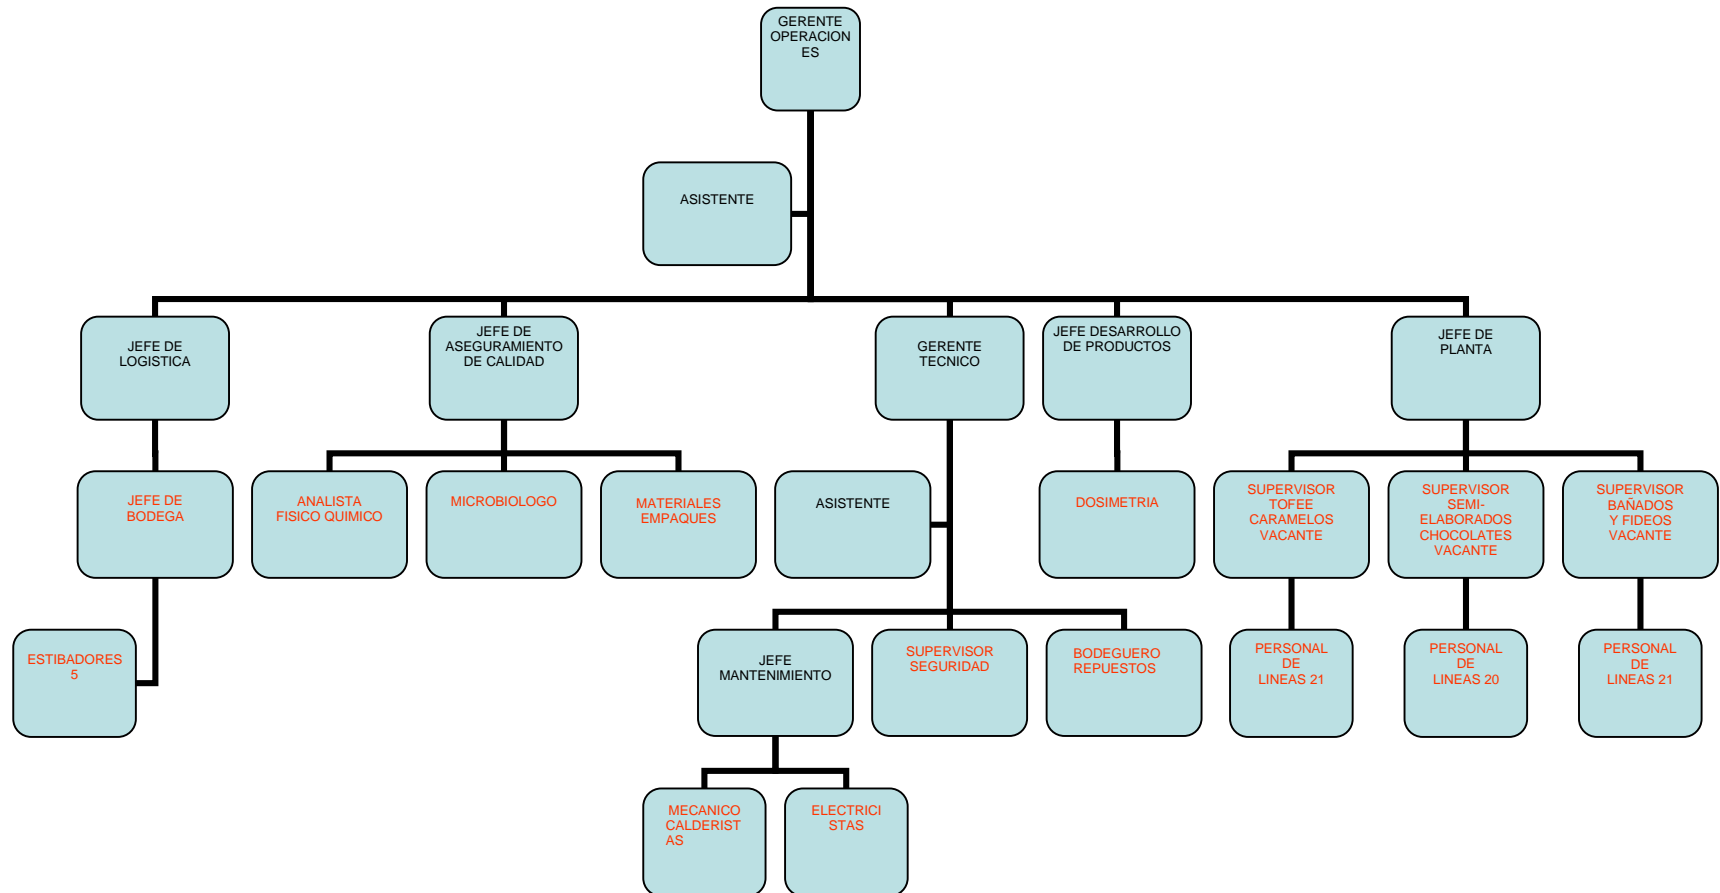 GERENTE
OPERACION
ES
ASISTENTE
JEFE DE
LOGISTICA
JEFE DE
ASEGURAMIENTO
DE CALIDAD
GERENTE
TECNICO
JEFE DESARROLLO
DE PRODUCTOS
JEFE DE
PLANTA
JEFE DE
BODEGA
ANALISTA
FISICO QUIMICO
MICROBIOLOGO
MATERIALES
EMPAQUES
ASISTENTE
DOSIMETRIA
SUPERVISOR
TOFEE
CARAMELOS
VACANTE
SUPERVISOR
SEMI-
ELABORADOS
CHOCOLATES
VACANTE
SUPERVISOR
BAÑADOS
Y FIDEOS
VACANTE
ESTIBADORES
5
JEFE
MANTENIMIENTO
SUPERVISOR
SEGURIDAD
BODEGUERO
REPUESTOS
PERSONAL
DE
LINEAS 21
PERSONAL
DE
LINEAS 20
PERSONAL
DE
LINEAS 21
MECANICO
CALDERIST
AS
ELECTRICI
STAS